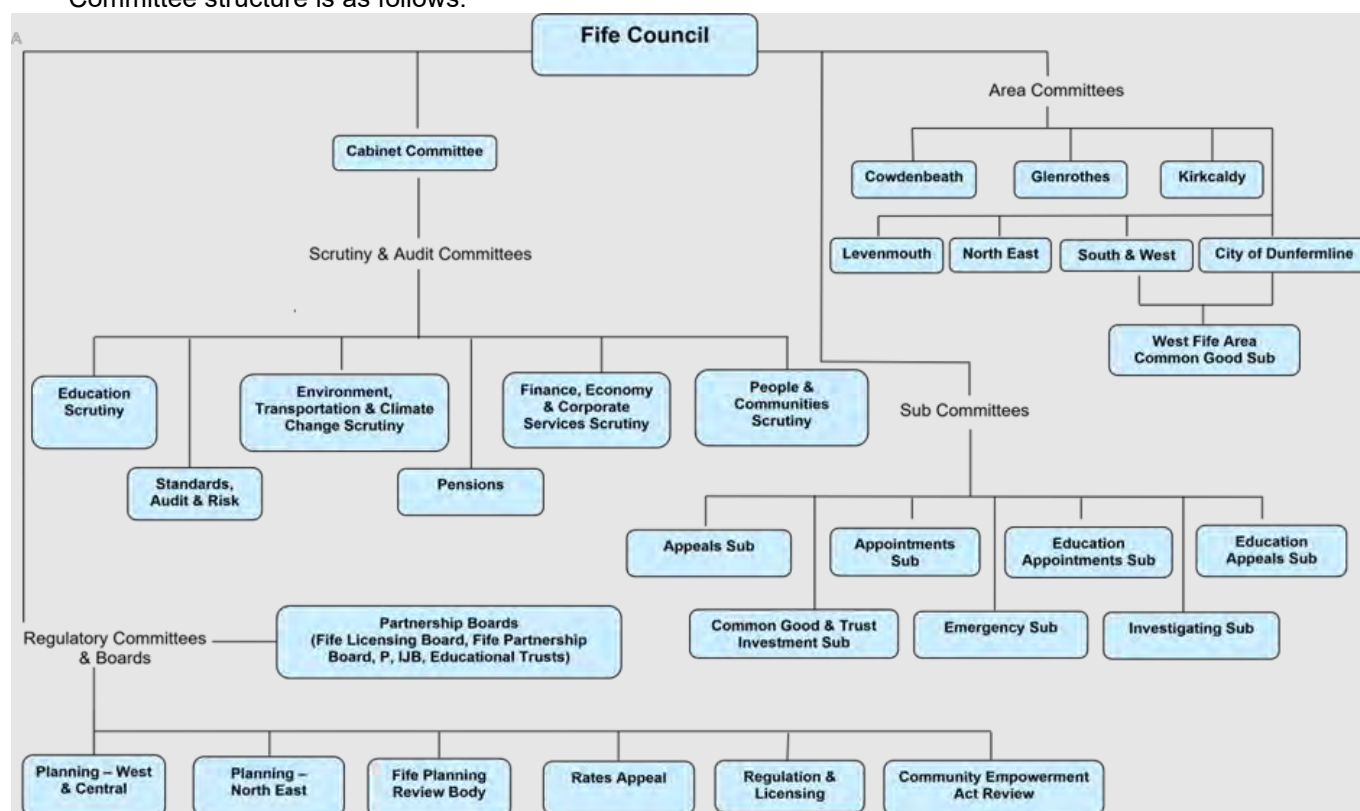 Committee structure is as follows:
A
Fife Council
Area Committees
Cabinet Committee
Cowdenbeath
Glenrothes
Kirkcaldy
Scrutiny & Audit Committees
Levenmouth
North East
South & West
City of Dunfermline
West Fife Area
Common Good Sub
Education
Scrutiny
Environment,
Transportation & Climate
Change Scrutiny
Finance, Economy
& Corporate
Services Scrutiny
People &
Communities
Scrutiny
Sub Committees
Standards,
Audit & Risk
Pensions
Appeals Sub
Appointments
Sub
Education
Appointments Sub
Education
Appeals Sub
Common Good & Trust
Investment Sub
Emergency Sub
Investigating Sub
Regulatory Committees
& Boards
Partnership Boards
(Fife Licensing Board, Fife Partnership
Board, P, IJB, Educational Trusts)
Planning – West
& Central
Planning –
North East
Fife Planning
Review Body
Rates Appeal
Regulation &
Licensing
Community Empowerment
Act Review